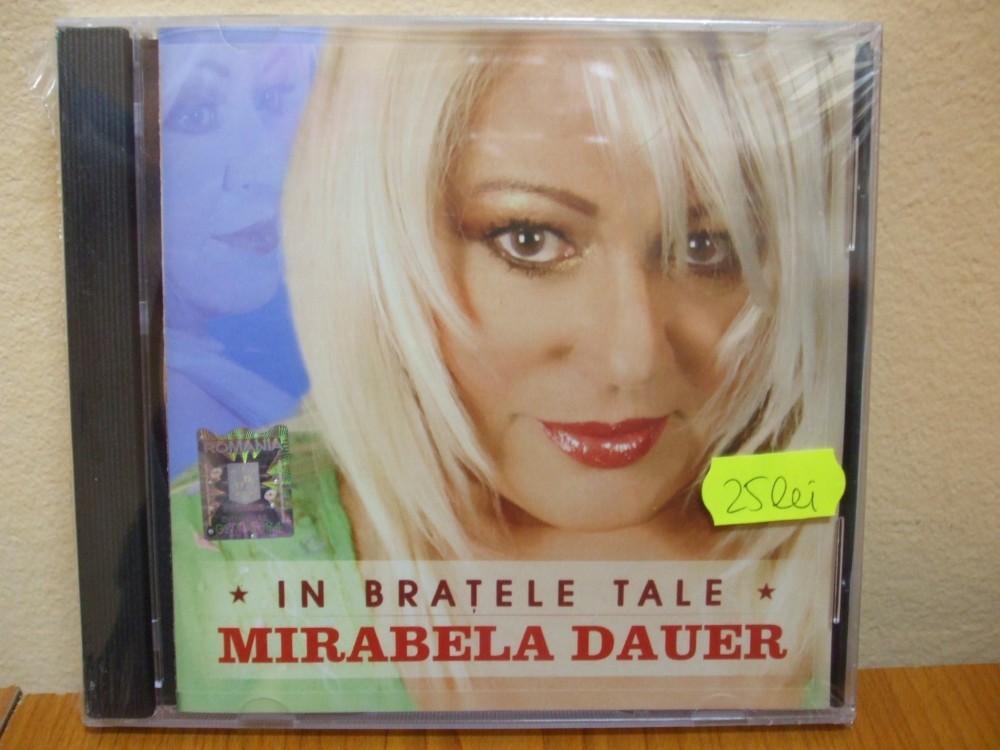 ROMANIA
25 lei
★ IN BRAȚELE TALE ★
MIRABELA DAUER